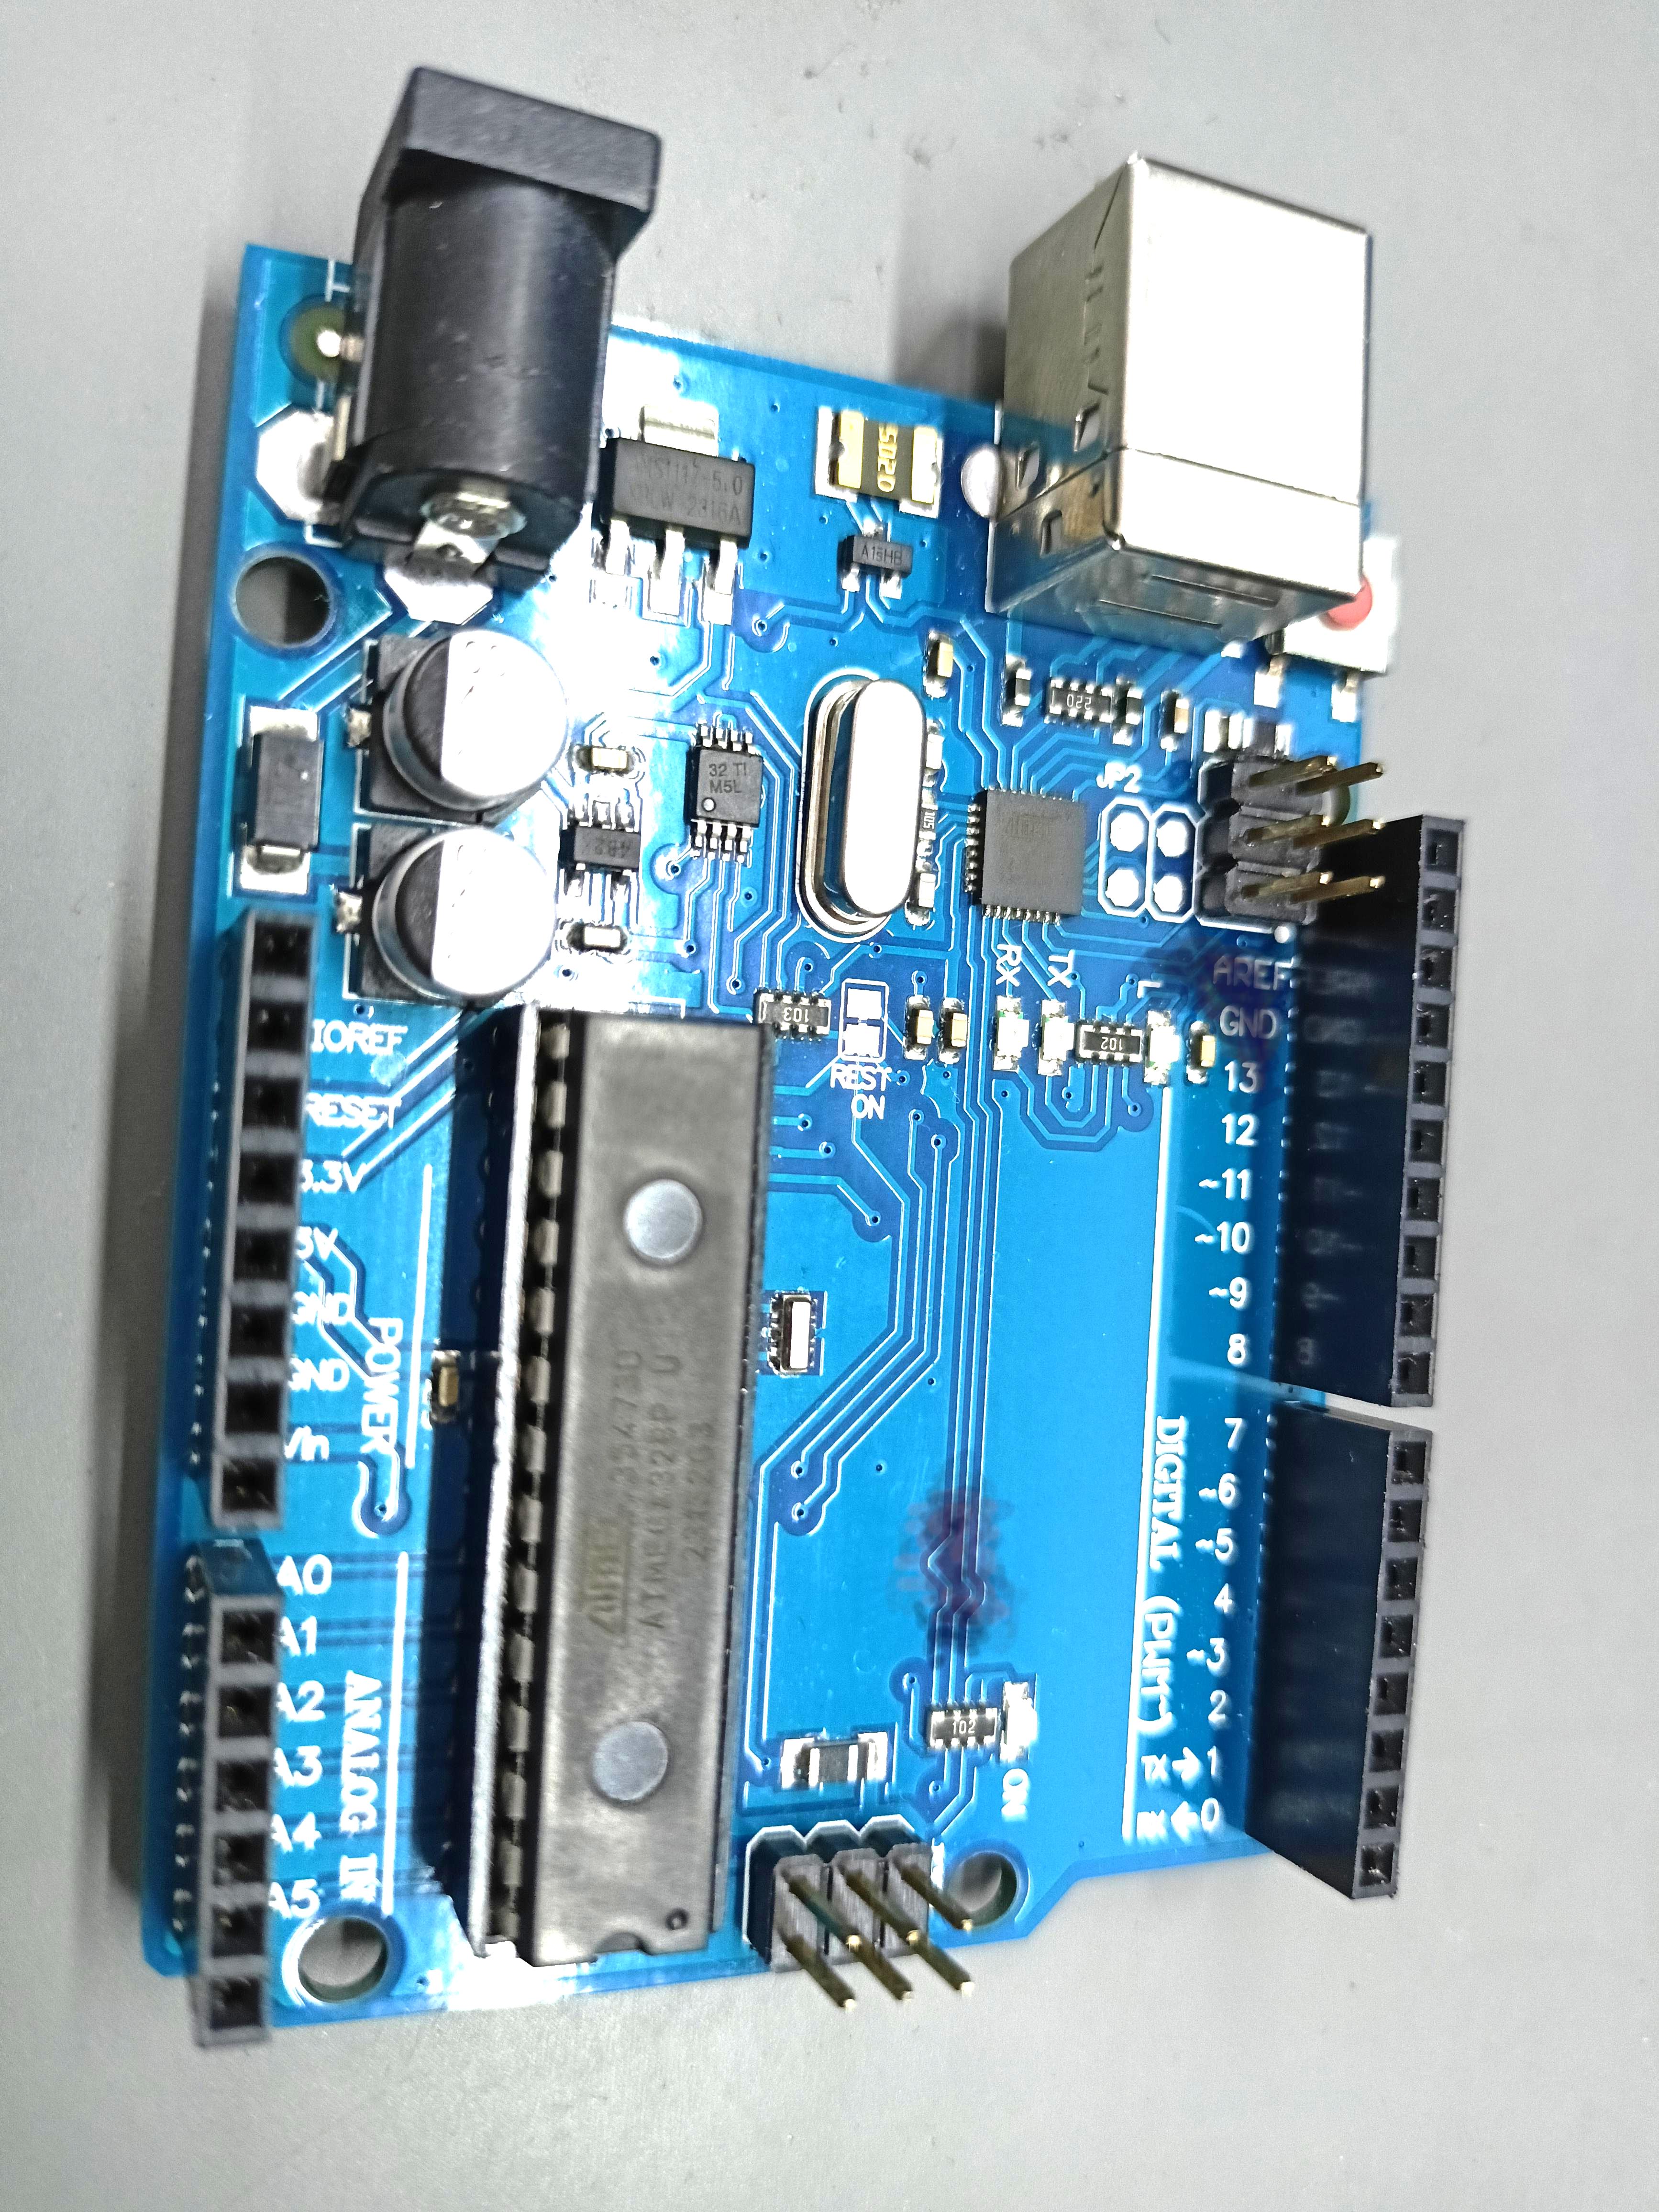 5020
A1sHB
220
32 TI
M5L
JP2
103
RX
TX
L
102
REST
ON
IOREF
RESET
3.3V
5V
GND
GND
Vin
POWER
A0
A1
A2
A3
A4
A5
ANALOG IN
AREF
GND
13
12
~11
~10
~9
8
7
~6
~5
4
~3
2
TX→1
RX←0
DIGITAL (PWM~)
102
ON